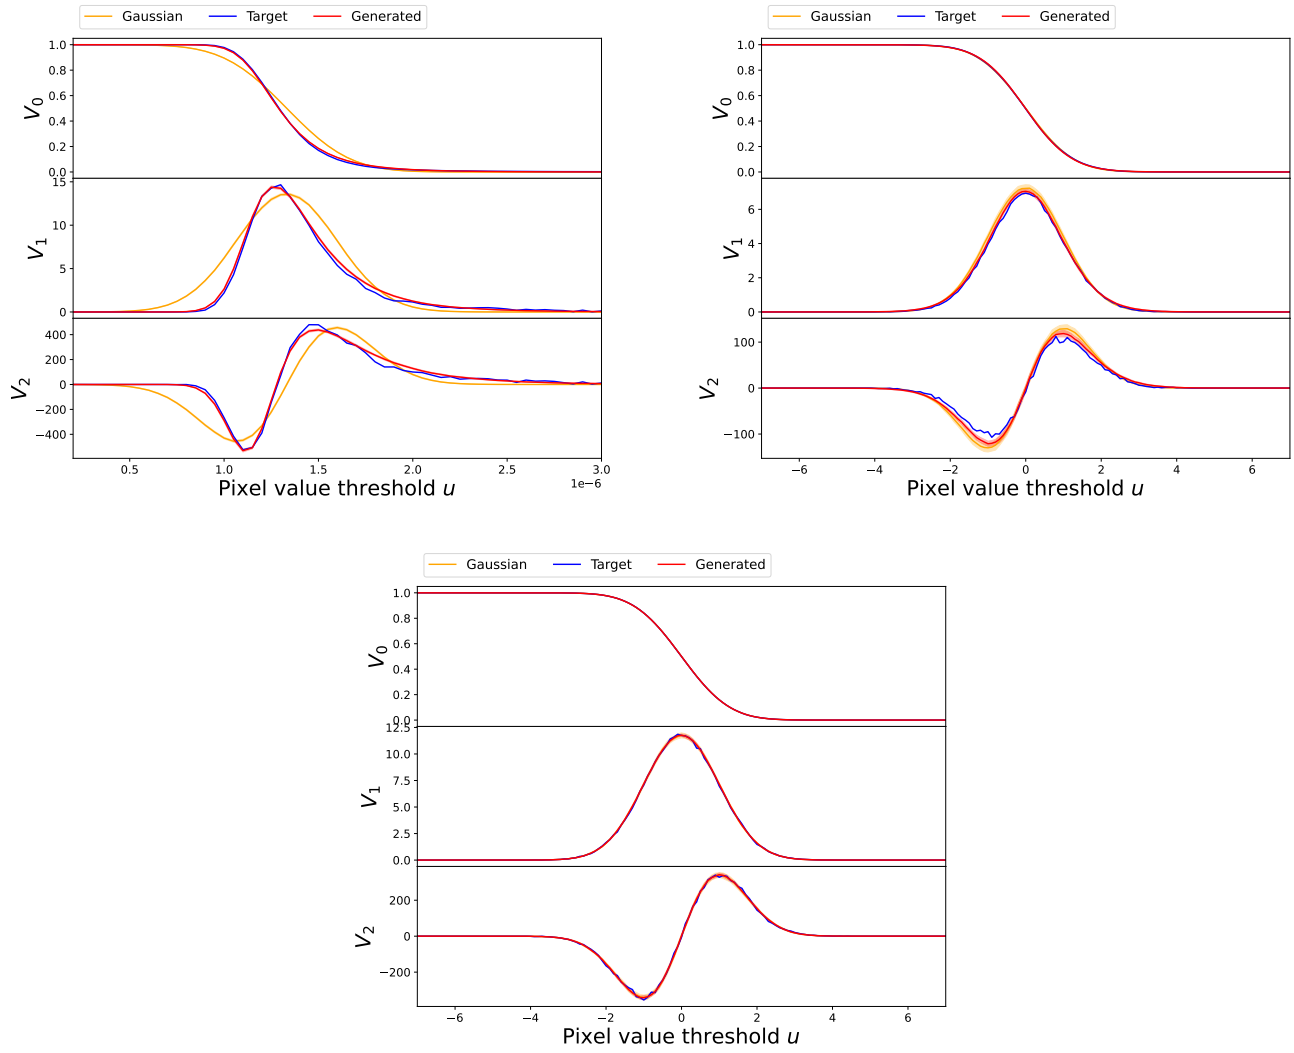 Gaussian Target Generated
1.0
0.8
0.6
0.4
0.2
0.0
V0
15
10
5
0
V1
400
200
0
−200
−400
V2
0.5 1.0 1.5 2.0 2.5 3.0
1e−6
Pixel value threshold u
Gaussian Target Generated
1.0
0.8
0.6
0.4
0.2
0.0
V0
6
4
2
0
V1
100
0
−100
V2
−6 −4 −2 0 2 4 6
Pixel value threshold u
Gaussian Target Generated
1.0
0.8
0.6
0.4
0.2
0.0
V0
12.5
10.0
7.5
5.0
2.5
0.0
V1
200
0
−200
V2
−6 −4 −2 0 2 4 6
Pixel value threshold u